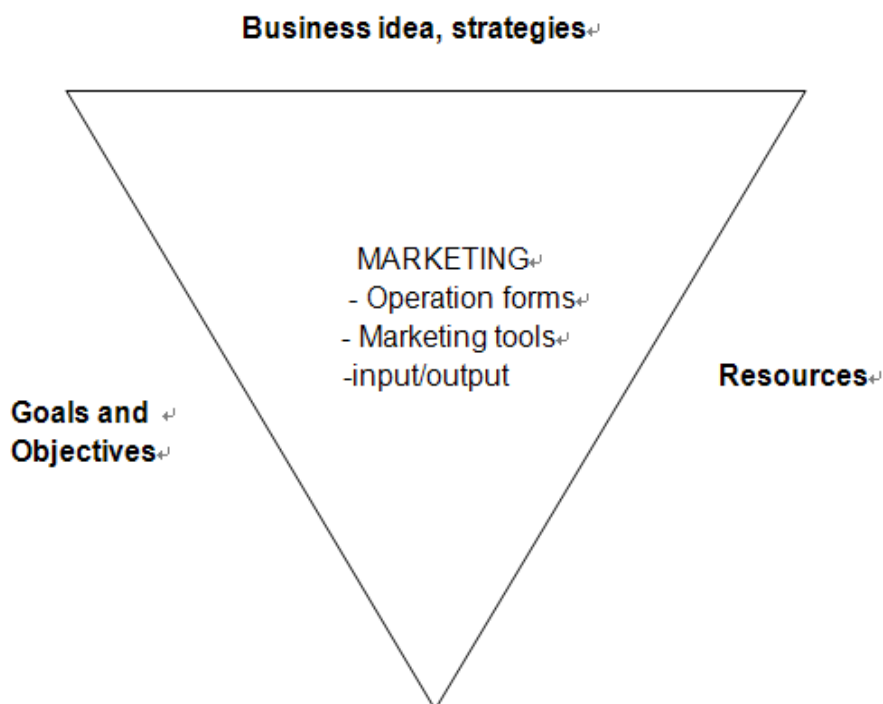 Business idea, strategies↵
MARKETING↵
- Operation forms↵
- Marketing tools↵
-input/output
Resources↵
Goals and ↵
Objectives↵